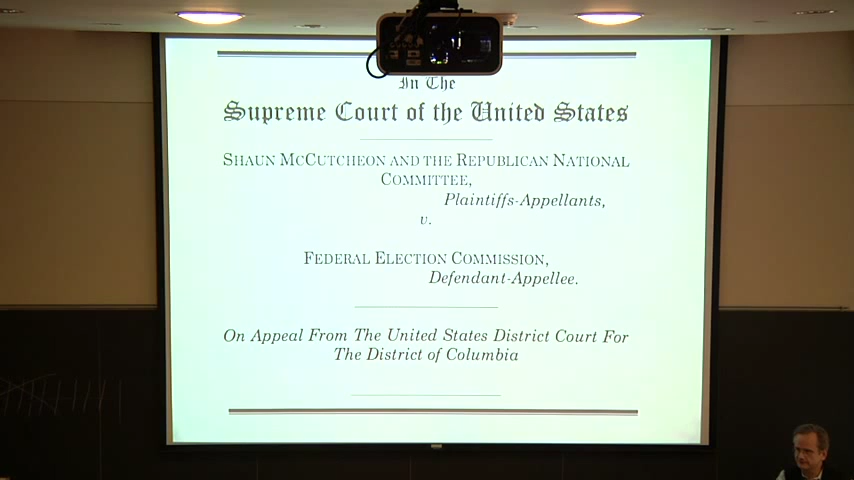 In The
Supreme Court of the United States
SHAUN MCCUTCHEON AND THE REPUBLICAN NATIONAL
COMMITTEE,
Plaintiffs-Appellants,
v.
FEDERAL ELECTION COMMISSION,
Defendant-Appellee.
On Appeal From The United States District Court For
The District of Columbia